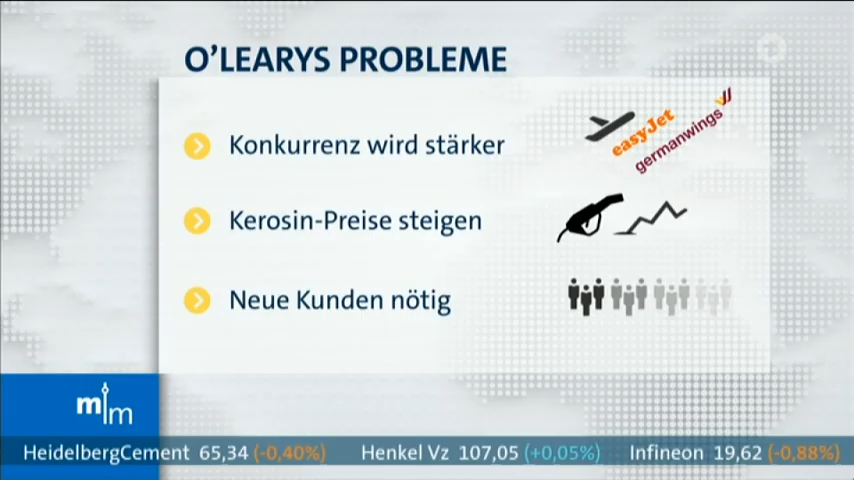 O'LEARYS PROBLEME
Konkurrenz wird stärker
easyJet
germanwings
Kerosin-Preise steigen
Neue Kunden nötig
m m
HeidelbergCement 65,34 (-0,40%) Henkel Vz 107,05 (+0,05%) Infineon 19,62 (-0,88%)